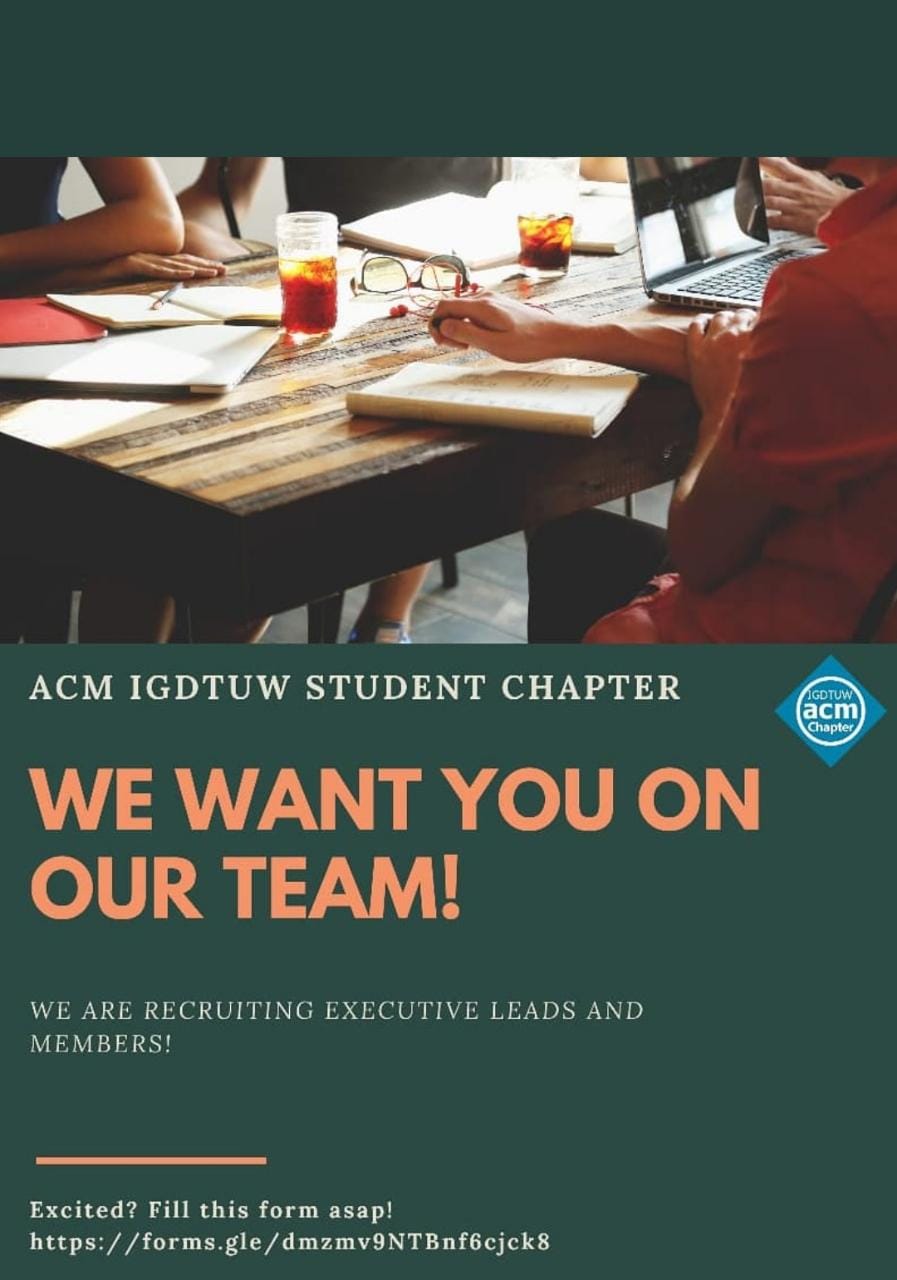 ACM IGDTUW STUDENT CHAPTER
IGDTUW
acm
Chapter
WE WANT YOU ON
OUR TEAM!
WE ARE RECRUITING EXECUTIVE LEADS AND
MEMBERS!
Excited? Fill this form asap!
https://forms.gle/dmzmv9NTBnf6cjck8